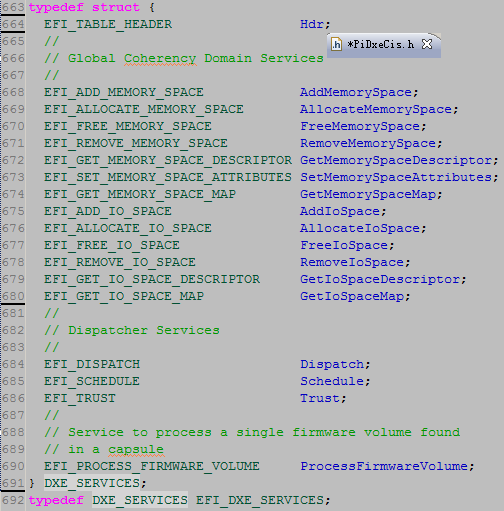 663 typedef struct {
664 EFI_TABLE_HEADER Hdr;
665 //
*PiDxeCis.h
666 // Global Coherency Domain Services
667 //
668 EFI_ADD_MEMORY_SPACE AddMemorySpace;
669 EFI_ALLOCATE_MEMORY_SPACE AllocateMemorySpace;
670 EFI_FREE_MEMORY_SPACE FreeMemorySpace;
671 EFI_REMOVE_MEMORY_SPACE RemoveMemorySpace;
672 EFI_GET_MEMORY_SPACE_DESCRIPTOR GetMemorySpaceDescriptor;
673 EFI_SET_MEMORY_SPACE_ATTRIBUTES SetMemorySpaceAttributes;
674 EFI_GET_MEMORY_SPACE_MAP GetMemorySpaceMap;
675 EFI_ADD_IO_SPACE AddIoSpace;
676 EFI_ALLOCATE_IO_SPACE AllocateIoSpace;
677 EFI_FREE_IO_SPACE FreeIoSpace;
678 EFI_REMOVE_IO_SPACE RemoveIoSpace;
679 EFI_GET_IO_SPACE_DESCRIPTOR GetIoSpaceDescriptor;
680 EFI_GET_IO_SPACE_MAP GetIoSpaceMap;
681 //
682 // Dispatcher Services
683 //
684 EFI_DISPATCH Dispatch;
685 EFI_SCHEDULE Schedule;
686 EFI_TRUST Trust;
687 //
688 // Service to process a single firmware volume found
689 // in a capsule
690 EFI_PROCESS_FIRMWARE_VOLUME ProcessFirmwareVolume;
691 } DXE_SERVICES;
692 typedef DXE_SERVICES EFI_DXE_SERVICES;